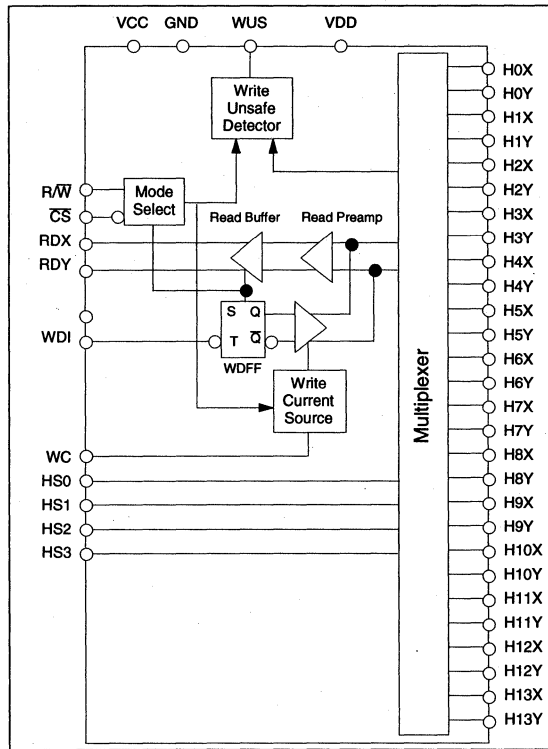 VCC GND WUS VDD
Write
Unsafe
Detector
R/W̅
C̅S̅
Mode
Select
RDX
RDY
Read Buffer
Read Preamp
S Q
T Q̅
WDFF
WDI
Write
Current
Source
WC
HS0
HS1
HS2
HS3
Multiplexer
H0X
H0Y
H1X
H1Y
H2X
H2Y
H3X
H3Y
H4X
H4Y
H5X
H5Y
H6X
H6Y
H7X
H7Y
H8X
H8Y
H9X
H9Y
H10X
H10Y
H11X
H11Y
H12X
H12Y
H13X
H13Y